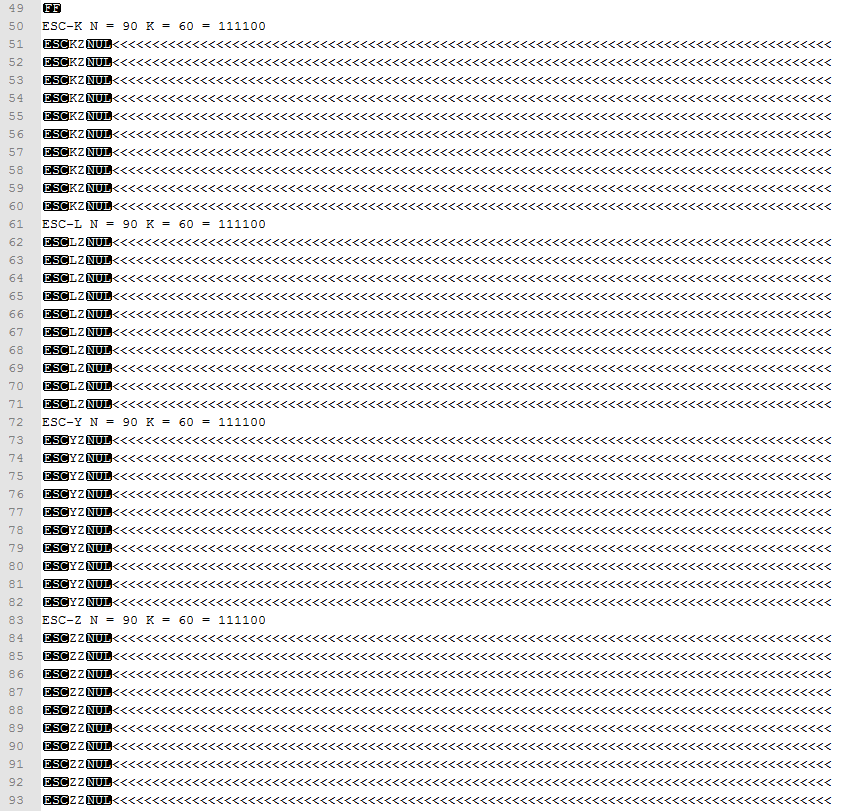 49 FF
50 ESC-K N = 90 K = 60 = 111100
51 ESCKZNUL<<<<<<<<<<<<<<<<<<<<<<<<<<<<<<<<<<<<<<<<<<<<<<<<<<<<<<<<<<<<<<<<<<<<<<<<<<<<<<<<<<<<<<<<<<
52 ESCKZNUL<<<<<<<<<<<<<<<<<<<<<<<<<<<<<<<<<<<<<<<<<<<<<<<<<<<<<<<<<<<<<<<<<<<<<<<<<<<<<<<<<<<<<<<<<<
53 ESCKZNUL<<<<<<<<<<<<<<<<<<<<<<<<<<<<<<<<<<<<<<<<<<<<<<<<<<<<<<<<<<<<<<<<<<<<<<<<<<<<<<<<<<<<<<<<<<
54 ESCKZNUL<<<<<<<<<<<<<<<<<<<<<<<<<<<<<<<<<<<<<<<<<<<<<<<<<<<<<<<<<<<<<<<<<<<<<<<<<<<<<<<<<<<<<<<<<<
55 ESCKZNUL<<<<<<<<<<<<<<<<<<<<<<<<<<<<<<<<<<<<<<<<<<<<<<<<<<<<<<<<<<<<<<<<<<<<<<<<<<<<<<<<<<<<<<<<<<
56 ESCKZNUL<<<<<<<<<<<<<<<<<<<<<<<<<<<<<<<<<<<<<<<<<<<<<<<<<<<<<<<<<<<<<<<<<<<<<<<<<<<<<<<<<<<<<<<<<<
57 ESCKZNUL<<<<<<<<<<<<<<<<<<<<<<<<<<<<<<<<<<<<<<<<<<<<<<<<<<<<<<<<<<<<<<<<<<<<<<<<<<<<<<<<<<<<<<<<<<
58 ESCKZNUL<<<<<<<<<<<<<<<<<<<<<<<<<<<<<<<<<<<<<<<<<<<<<<<<<<<<<<<<<<<<<<<<<<<<<<<<<<<<<<<<<<<<<<<<<<
59 ESCKZNUL<<<<<<<<<<<<<<<<<<<<<<<<<<<<<<<<<<<<<<<<<<<<<<<<<<<<<<<<<<<<<<<<<<<<<<<<<<<<<<<<<<<<<<<<<<
60 ESCKZNUL<<<<<<<<<<<<<<<<<<<<<<<<<<<<<<<<<<<<<<<<<<<<<<<<<<<<<<<<<<<<<<<<<<<<<<<<<<<<<<<<<<<<<<<<<<
61 ESC-L N = 90 K = 60 = 111100
62 ESCLZNUL<<<<<<<<<<<<<<<<<<<<<<<<<<<<<<<<<<<<<<<<<<<<<<<<<<<<<<<<<<<<<<<<<<<<<<<<<<<<<<<<<<<<<<<<<<
63 ESCLZNUL<<<<<<<<<<<<<<<<<<<<<<<<<<<<<<<<<<<<<<<<<<<<<<<<<<<<<<<<<<<<<<<<<<<<<<<<<<<<<<<<<<<<<<<<<<
64 ESCLZNUL<<<<<<<<<<<<<<<<<<<<<<<<<<<<<<<<<<<<<<<<<<<<<<<<<<<<<<<<<<<<<<<<<<<<<<<<<<<<<<<<<<<<<<<<<<
65 ESCLZNUL<<<<<<<<<<<<<<<<<<<<<<<<<<<<<<<<<<<<<<<<<<<<<<<<<<<<<<<<<<<<<<<<<<<<<<<<<<<<<<<<<<<<<<<<<<
66 ESCLZNUL<<<<<<<<<<<<<<<<<<<<<<<<<<<<<<<<<<<<<<<<<<<<<<<<<<<<<<<<<<<<<<<<<<<<<<<<<<<<<<<<<<<<<<<<<<
67 ESCLZNUL<<<<<<<<<<<<<<<<<<<<<<<<<<<<<<<<<<<<<<<<<<<<<<<<<<<<<<<<<<<<<<<<<<<<<<<<<<<<<<<<<<<<<<<<<<
68 ESCLZNUL<<<<<<<<<<<<<<<<<<<<<<<<<<<<<<<<<<<<<<<<<<<<<<<<<<<<<<<<<<<<<<<<<<<<<<<<<<<<<<<<<<<<<<<<<<
69 ESCLZNUL<<<<<<<<<<<<<<<<<<<<<<<<<<<<<<<<<<<<<<<<<<<<<<<<<<<<<<<<<<<<<<<<<<<<<<<<<<<<<<<<<<<<<<<<<<
70 ESCLZNUL<<<<<<<<<<<<<<<<<<<<<<<<<<<<<<<<<<<<<<<<<<<<<<<<<<<<<<<<<<<<<<<<<<<<<<<<<<<<<<<<<<<<<<<<<<
71 ESCLZNUL<<<<<<<<<<<<<<<<<<<<<<<<<<<<<<<<<<<<<<<<<<<<<<<<<<<<<<<<<<<<<<<<<<<<<<<<<<<<<<<<<<<<<<<<<<
72 ESC-Y N = 90 K = 60 = 111100
73 ESCYZNUL<<<<<<<<<<<<<<<<<<<<<<<<<<<<<<<<<<<<<<<<<<<<<<<<<<<<<<<<<<<<<<<<<<<<<<<<<<<<<<<<<<<<<<<<<<
74 ESCYZNUL<<<<<<<<<<<<<<<<<<<<<<<<<<<<<<<<<<<<<<<<<<<<<<<<<<<<<<<<<<<<<<<<<<<<<<<<<<<<<<<<<<<<<<<<<<
75 ESCYZNUL<<<<<<<<<<<<<<<<<<<<<<<<<<<<<<<<<<<<<<<<<<<<<<<<<<<<<<<<<<<<<<<<<<<<<<<<<<<<<<<<<<<<<<<<<<
76 ESCYZNUL<<<<<<<<<<<<<<<<<<<<<<<<<<<<<<<<<<<<<<<<<<<<<<<<<<<<<<<<<<<<<<<<<<<<<<<<<<<<<<<<<<<<<<<<<<
77 ESCYZNUL<<<<<<<<<<<<<<<<<<<<<<<<<<<<<<<<<<<<<<<<<<<<<<<<<<<<<<<<<<<<<<<<<<<<<<<<<<<<<<<<<<<<<<<<<<
78 ESCYZNUL<<<<<<<<<<<<<<<<<<<<<<<<<<<<<<<<<<<<<<<<<<<<<<<<<<<<<<<<<<<<<<<<<<<<<<<<<<<<<<<<<<<<<<<<<<
79 ESCYZNUL<<<<<<<<<<<<<<<<<<<<<<<<<<<<<<<<<<<<<<<<<<<<<<<<<<<<<<<<<<<<<<<<<<<<<<<<<<<<<<<<<<<<<<<<<<
80 ESCYZNUL<<<<<<<<<<<<<<<<<<<<<<<<<<<<<<<<<<<<<<<<<<<<<<<<<<<<<<<<<<<<<<<<<<<<<<<<<<<<<<<<<<<<<<<<<<
81 ESCYZNUL<<<<<<<<<<<<<<<<<<<<<<<<<<<<<<<<<<<<<<<<<<<<<<<<<<<<<<<<<<<<<<<<<<<<<<<<<<<<<<<<<<<<<<<<<<
82 ESCYZNUL<<<<<<<<<<<<<<<<<<<<<<<<<<<<<<<<<<<<<<<<<<<<<<<<<<<<<<<<<<<<<<<<<<<<<<<<<<<<<<<<<<<<<<<<<<
83 ESC-Z N = 90 K = 60 = 111100
84 ESCZZNUL<<<<<<<<<<<<<<<<<<<<<<<<<<<<<<<<<<<<<<<<<<<<<<<<<<<<<<<<<<<<<<<<<<<<<<<<<<<<<<<<<<<<<<<<<<
85 ESCZZNUL<<<<<<<<<<<<<<<<<<<<<<<<<<<<<<<<<<<<<<<<<<<<<<<<<<<<<<<<<<<<<<<<<<<<<<<<<<<<<<<<<<<<<<<<<<
86 ESCZZNUL<<<<<<<<<<<<<<<<<<<<<<<<<<<<<<<<<<<<<<<<<<<<<<<<<<<<<<<<<<<<<<<<<<<<<<<<<<<<<<<<<<<<<<<<<<
87 ESCZZNUL<<<<<<<<<<<<<<<<<<<<<<<<<<<<<<<<<<<<<<<<<<<<<<<<<<<<<<<<<<<<<<<<<<<<<<<<<<<<<<<<<<<<<<<<<<
88 ESCZZNUL<<<<<<<<<<<<<<<<<<<<<<<<<<<<<<<<<<<<<<<<<<<<<<<<<<<<<<<<<<<<<<<<<<<<<<<<<<<<<<<<<<<<<<<<<<
89 ESCZZNUL<<<<<<<<<<<<<<<<<<<<<<<<<<<<<<<<<<<<<<<<<<<<<<<<<<<<<<<<<<<<<<<<<<<<<<<<<<<<<<<<<<<<<<<<<<
90 ESCZZNUL<<<<<<<<<<<<<<<<<<<<<<<<<<<<<<<<<<<<<<<<<<<<<<<<<<<<<<<<<<<<<<<<<<<<<<<<<<<<<<<<<<<<<<<<<<
91 ESCZZNUL<<<<<<<<<<<<<<<<<<<<<<<<<<<<<<<<<<<<<<<<<<<<<<<<<<<<<<<<<<<<<<<<<<<<<<<<<<<<<<<<<<<<<<<<<<
92 ESCZZNUL<<<<<<<<<<<<<<<<<<<<<<<<<<<<<<<<<<<<<<<<<<<<<<<<<<<<<<<<<<<<<<<<<<<<<<<<<<<<<<<<<<<<<<<<<<
93 ESCZZNUL<<<<<<<<<<<<<<<<<<<<<<<<<<<<<<<<<<<<<<<<<<<<<<<<<<<<<<<<<<<<<<<<<<<<<<<<<<<<<<<<<<<<<<<<<<